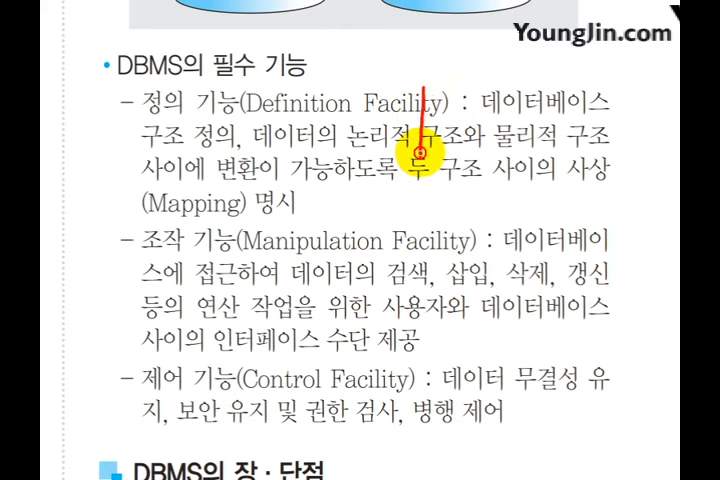 YoungJin.com
• DBMS의 필수 기능
– 정의 기능(Definition Facility) : 데이터베이스
구조 정의, 데이터의 논리적 구조와 물리적 구조
사이에 변환이 가능하도록 두 구조 사이의 사상
(Mapping) 명시
– 조작 기능(Manipulation Facility) : 데이터베이
스에 접근하여 데이터의 검색, 삽입, 삭제, 갱신
등의 연산 작업을 위한 사용자와 데이터베이스
사이의 인터페이스 수단 제공
– 제어 기능(Control Facility) : 데이터 무결성 유
지, 보안 유지 및 권한 검사, 병행 제어
DBMS의 장·단점